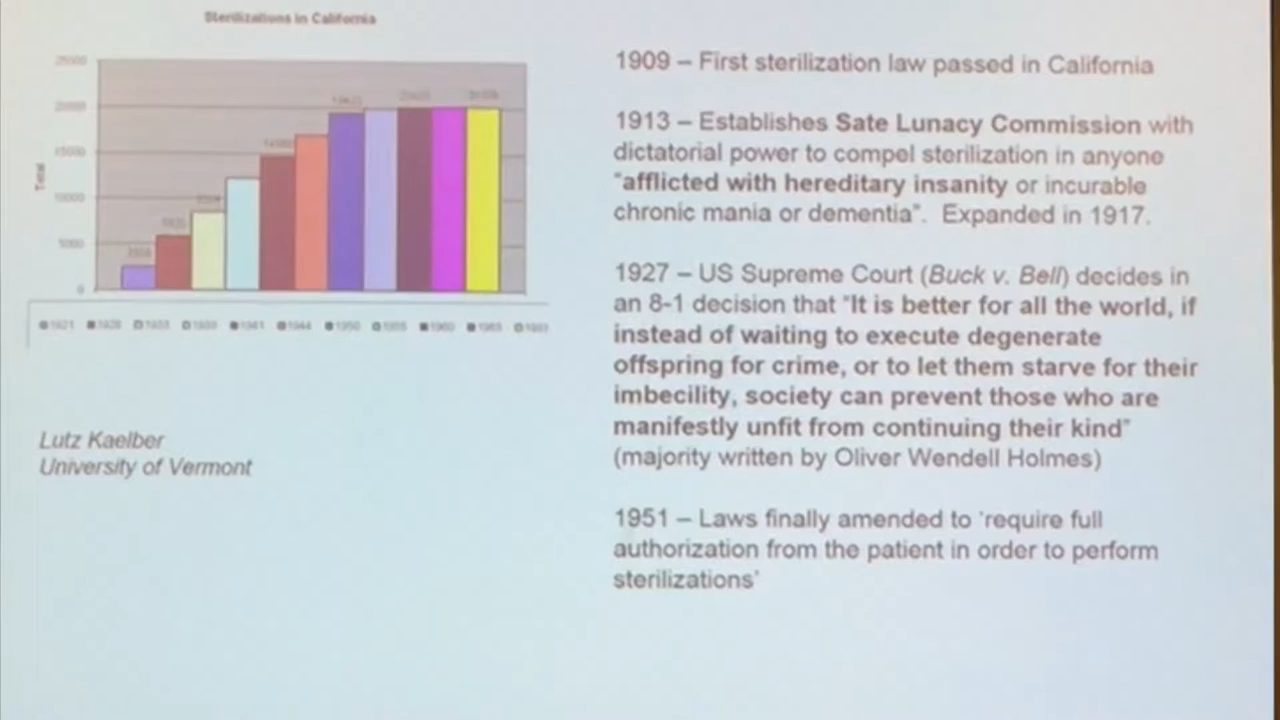 Sterilizations in California
1909 – First sterilization law passed in California
25000
1913 – Establishes Sate Lunacy Commission with
20000
dictatorial power to compel sterilization in anyone
15000
"afflicted with hereditary insanity or incurable
Total
10000
chronic mania or dementia". Expanded in 1917.
5000
0
1927 – US Supreme Court (Buck v. Bell) decides in
an 8-1 decision that "It is better for all the world, if
instead of waiting to execute degenerate
offspring for crime, or to let them starve for their
imbecility, society can prevent those who are
manifestly unfit from continuing their kind"
(majority written by Oliver Wendell Holmes)
1951 – Laws finally amended to 'require full
authorization from the patient in order to perform
sterilizations'
1921 1941 1944 1950 1955 1960
Lutz Kaelber
University of Vermont